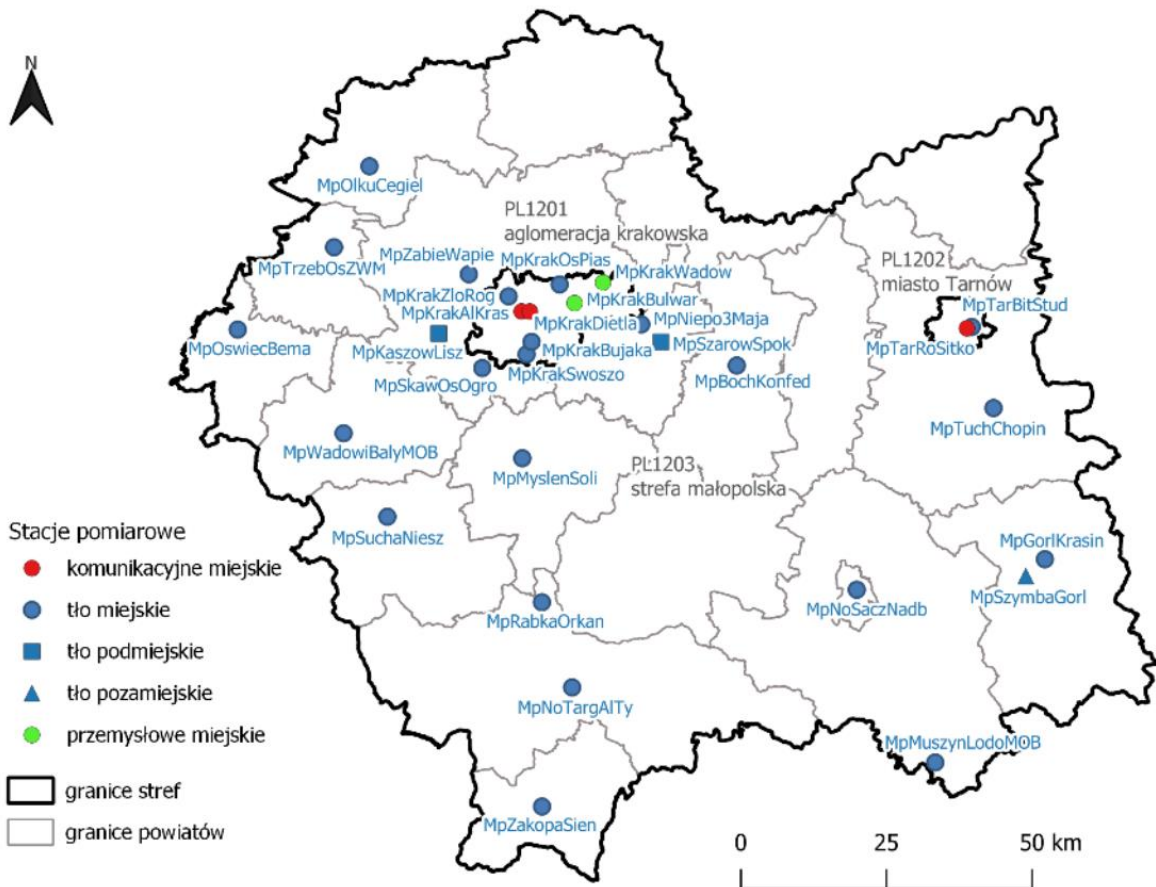 N
MpOlkuCegiel
PL1201
aglomeracja krakowska
MpTrzebOsZWM
MpZabieWapie
MpKrakOsPias
MpKrakWadow
PL1202
miasto Tarnów
MpKrakZloRog
MpKrakBulwar
MpTarBitStud
MpKrakAlKras
MpKrakDietla
MpNiepo3Maja
MpOswiecBema
MpKaszowLisz
MpKrakBujaka
MpSzarowSpok
MpTarRoSitko
MpSkawOsOgro
MpKrakSwoszo
MpBochKonfed
MpTuchChopin
MpWadowiBalyMOB
MpMyslenSoli
PL1203
strefa małopolska
MpSuchaNiesz
MpGorlKrasin
MpSzymbaGorl
MpNoSaczNadb
MpRabkaOrkan
MpNoTargAlTy
MpMuszynLodoMOB
MpZakopaSien
Stacje pomiarowe
komunikacyjne miejskie
tło miejskie
tło podmiejskie
tło pozamiejskie
przemysłowe miejskie
granice stref
granice powiatów
0 25 50 km